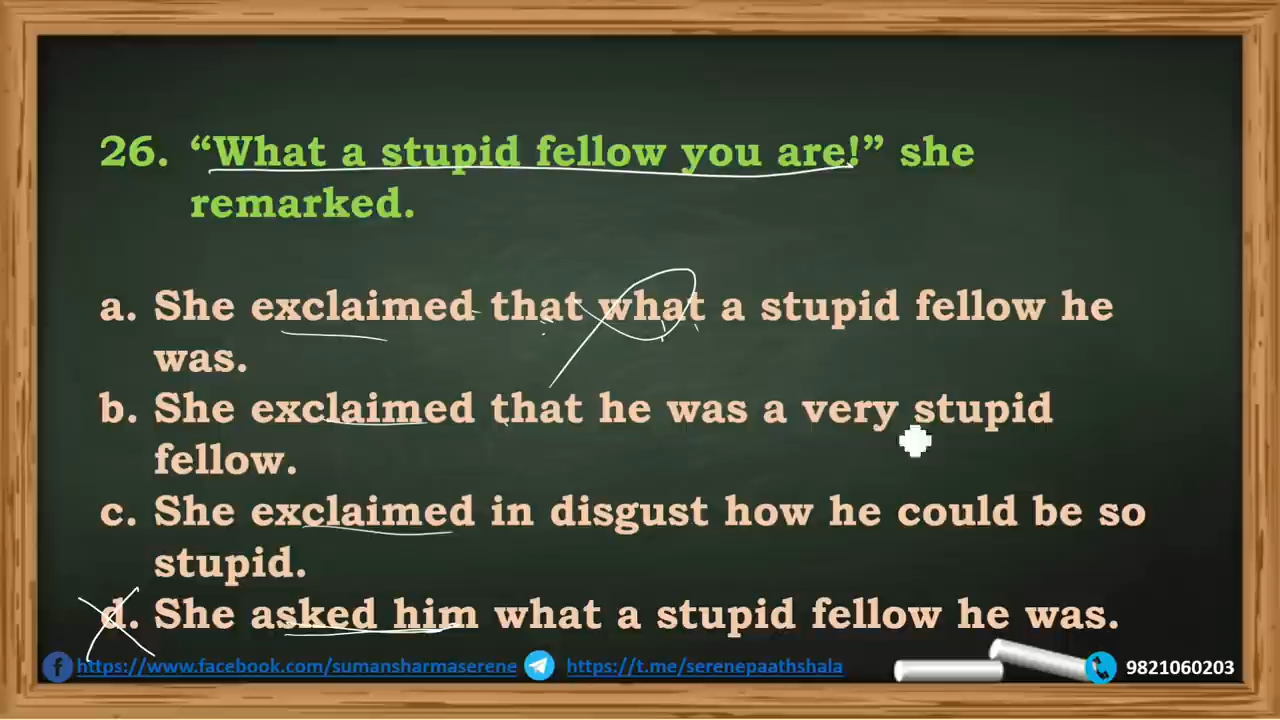 26. “What a stupid fellow you are!” she
remarked.
a. She exclaimed that what a stupid fellow he
was.
b. She exclaimed that he was a very stupid
fellow.
c. She exclaimed in disgust how he could be so
stupid.
d. She asked him what a stupid fellow he was.
https://www.facebook.com/sumansharmaserene https://t.me/serenepaathshala 9821060203